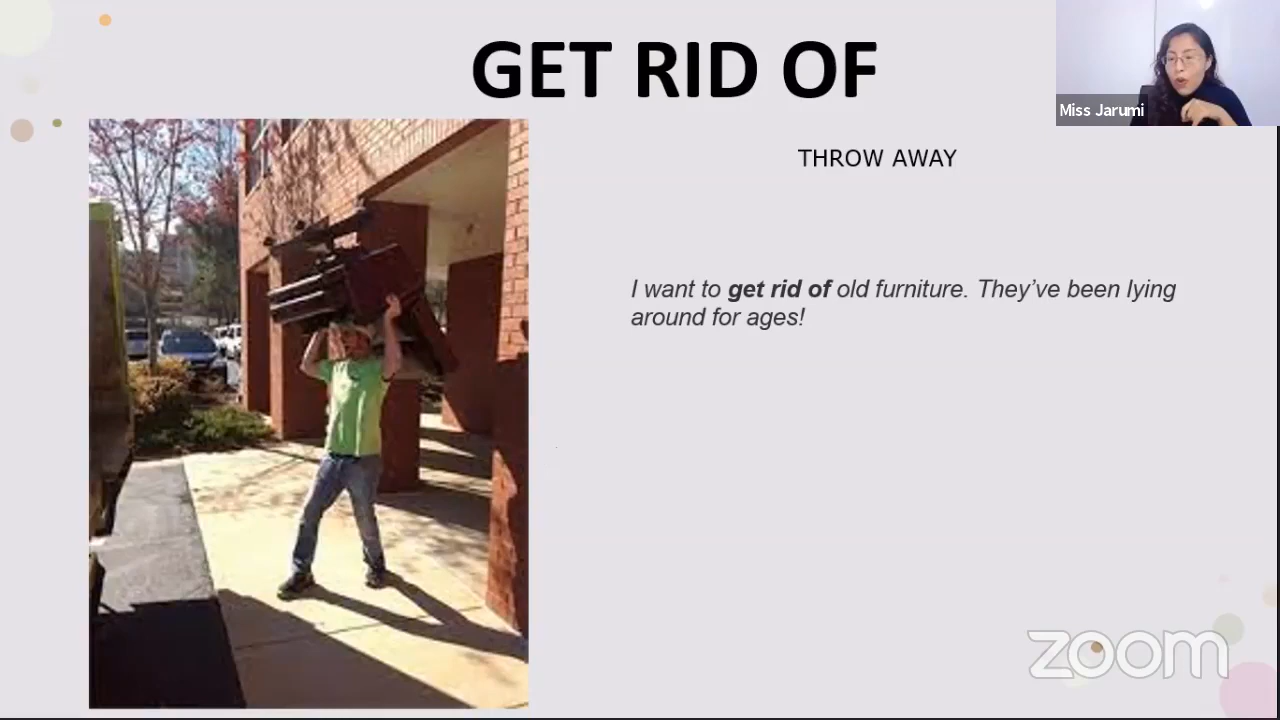 GET RID OF
Miss Jarumi
THROW AWAY
I want to get rid of old furniture. They’ve been lying
around for ages!
zoom